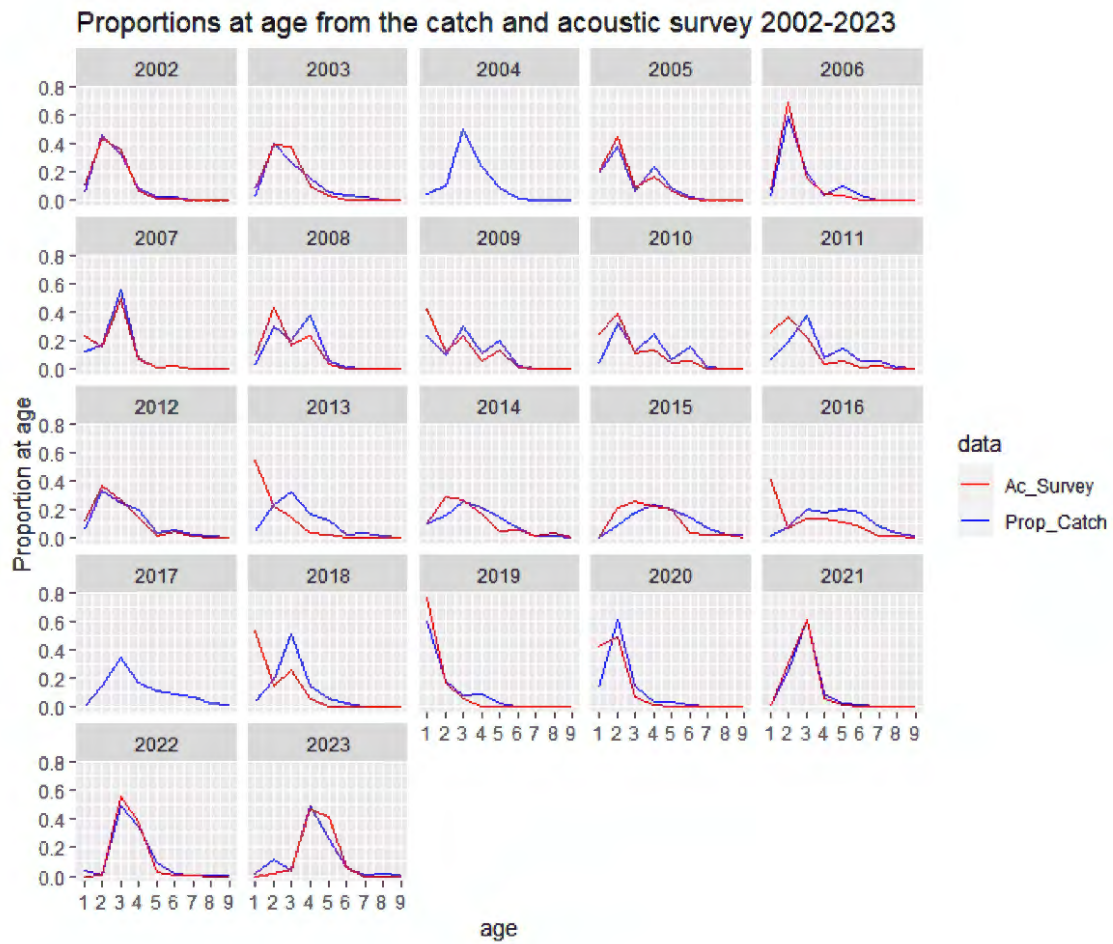 Proportions at age from the catch and acoustic survey 2002-2023
2002 2003 2004 2005 2006
0.8
0.6
0.4
0.2
0.0
2007 2008 2009 2010 2011
0.8
0.6
0.4
0.2
0.0
2012 2013 2014 2015 2016
0.8
0.6
0.4
0.2
0.0
Proportion at age
data
Ac_Survey
Prop_Catch
2017 2018 2019 2020 2021
0.8
0.6
0.4
0.2
0.0
1 2 3 4 5 6 7 8 9 1 2 3 4 5 6 7 8 9 1 2 3 4 5 6 7 8 9
2022 2023
0.8
0.6
0.4
0.2
0.0
1 2 3 4 5 6 7 8 9 1 2 3 4 5 6 7 8 9
age